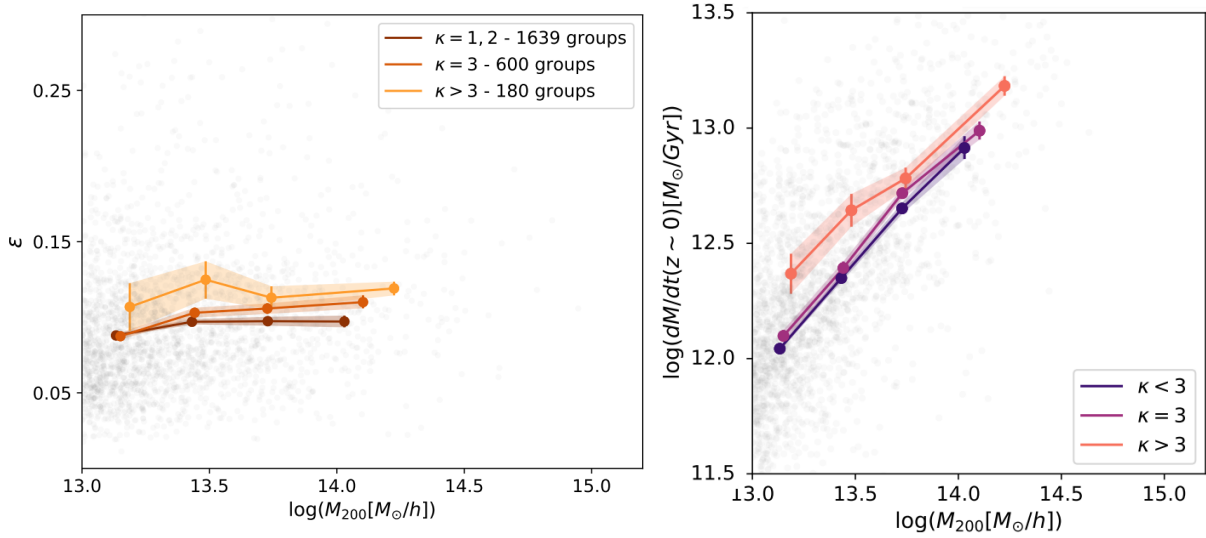 κ = 1, 2 - 1639 groups
κ = 3 - 600 groups
κ > 3 - 180 groups
0.25
0.15
0.05
ε
13.0 13.5 14.0 14.5 15.0
log(M₂₀₀[M⊙/h])
13.5
13.0
12.5
12.0
11.5
log(dM/dt(z ~ 0)[M⊙/Gyr])
κ < 3
κ = 3
κ > 3
13.0 13.5 14.0 14.5 15.0
log(M₂₀₀[M⊙/h])